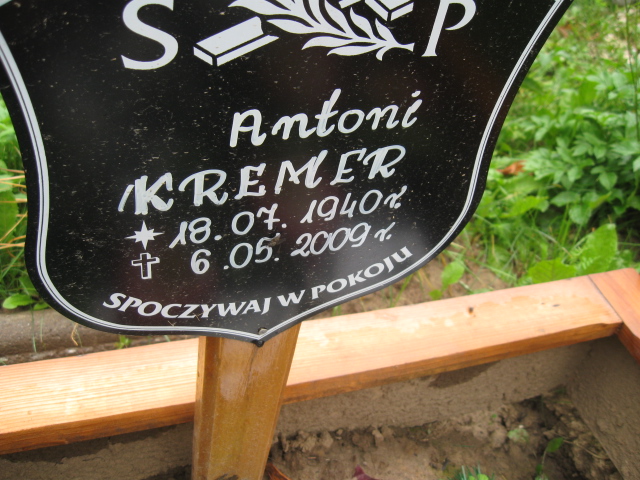 S P
Antoni
KREMER
18.07.1940r.
6.05.2009r.
SPOCZYWAJ W POKOJU